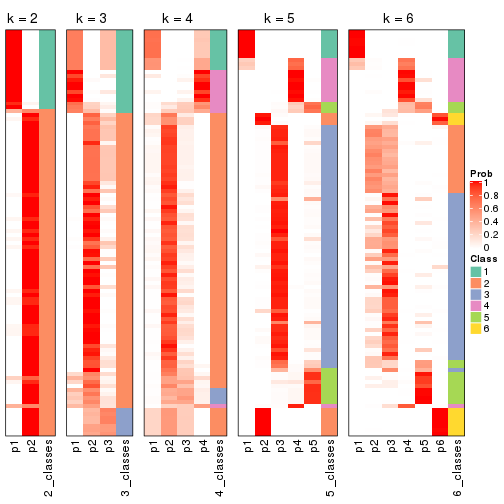 k = 2
k = 3
k = 4
k = 5
k = 6
Prob
1
0.8
0.6
0.4
0.2
0
Class
1
2
3
4
5
6
p1
p2
2_classes
p1
p2
p3
3_classes
p1
p2
p3
p4
4_classes
p1
p2
p3
p4
p5
5_classes
p1
p2
p3
p4
p5
p6
6_classes